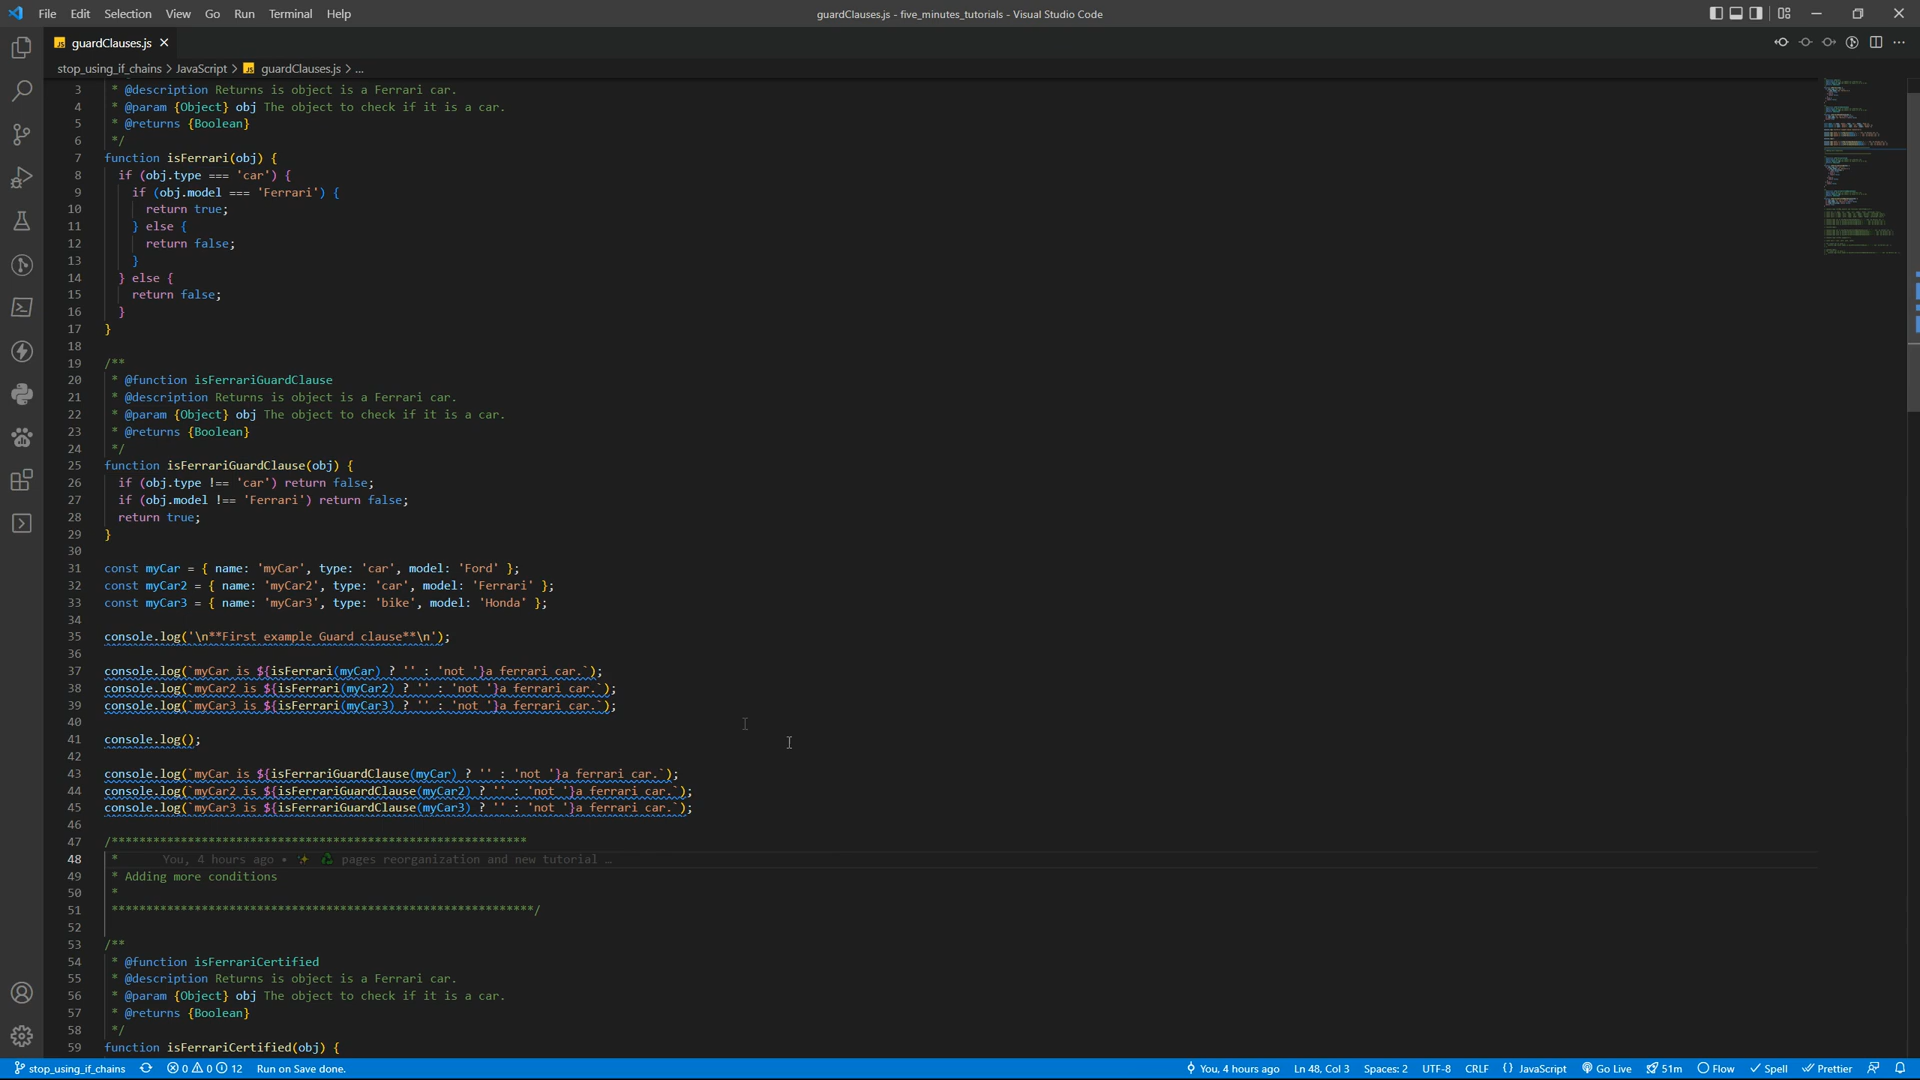 File Edit Selection View Go Run Terminal Help
guardClauses.js - five_minutes_tutorials - Visual Studio Code
JS guardClauses.js
stop_using_if_chains > JavaScript > JS guardClauses.js > ...
3 * @description Returns is object is a Ferrari car.
4 * @param {Object} obj The object to check if it is a car.
5 * @returns {Boolean}
6 */
7 function isFerrari(obj) {
8 if (obj.type === 'car') {
9 if (obj.model === 'Ferrari') {
10 return true;
11 } else {
12 return false;
13 }
14 } else {
15 return false;
16 }
17 }
18
19 /**
20 * @function isFerrariGuardClause
21 * @description Returns is object is a Ferrari car.
22 * @param {Object} obj The object to check if it is a car.
23 * @returns {Boolean}
24 */
25 function isFerrariGuardClause(obj) {
26 if (obj.type !== 'car') return false;
27 if (obj.model !== 'Ferrari') return false;
28 return true;
29 }
30
31 const myCar = { name: 'myCar', type: 'car', model: 'Ford' };
32 const myCar2 = { name: 'myCar2', type: 'car', model: 'Ferrari' };
33 const myCar3 = { name: 'myCar3', type: 'bike', model: 'Honda' };
34
35 console.log('\n**First example Guard clause**\n');
36
37 console.log(`myCar is ${isFerrari(myCar) ? '' : 'not '}a ferrari car.`);
38 console.log(`myCar2 is ${isFerrari(myCar2) ? '' : 'not '}a ferrari car.`);
39 console.log(`myCar3 is ${isFerrari(myCar3) ? '' : 'not '}a ferrari car.`);
40
41 console.log();
42
43 console.log(`myCar is ${isFerrariGuardClause(myCar) ? '' : 'not '}a ferrari car.`);
44 console.log(`myCar2 is ${isFerrariGuardClause(myCar2) ? '' : 'not '}a ferrari car.`);
45 console.log(`myCar3 is ${isFerrariGuardClause(myCar3) ? '' : 'not '}a ferrari car.`);
46
47 /************************************************************
48 * You, 4 hours ago • ✨ ♻ pages reorganization and new tutorial …
49 * Adding more conditions
50 *
51 *************************************************************/
52
53 /**
54 * @function isFerrariCertified
55 * @description Returns is object is a Ferrari car.
56 * @param {Object} obj The object to check if it is a car.
57 * @returns {Boolean}
58 */
59 function isFerrariCertified(obj) {
stop_using_if_chains 0 0 12 Run on Save done. You, 4 hours ago Ln 48, Col 3 Spaces: 2 UTF-8 CRLF {} JavaScript Go Live 51m Flow Spell Prettier